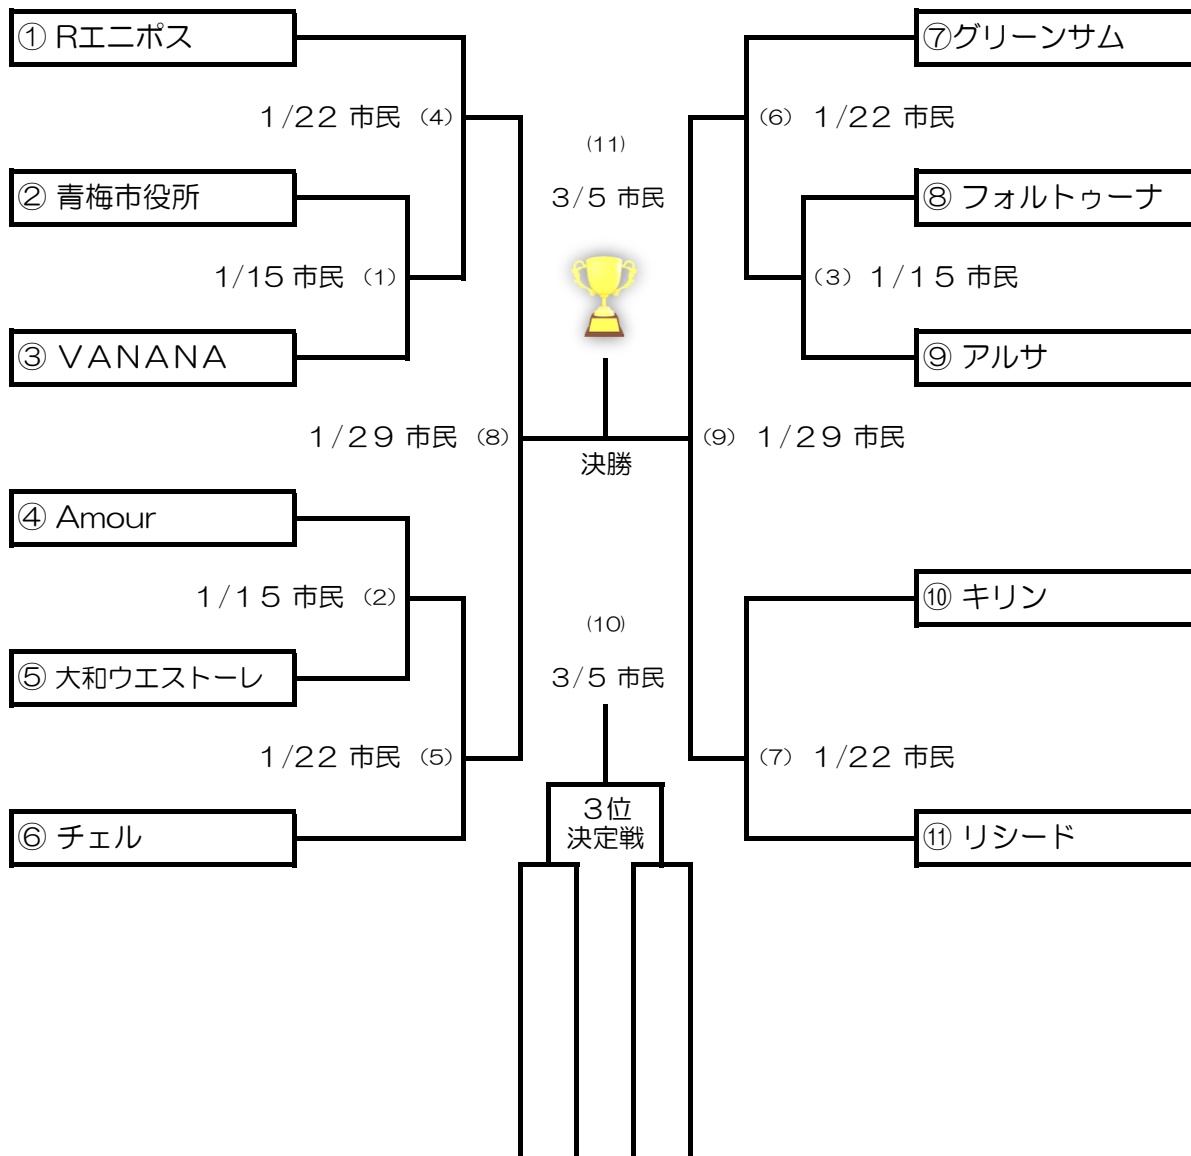 ① Rエニポス
1/22 市民 (4)
② 青梅市役所
1/15 市民 (1)
③ VANANA
1/29 市民 (8)
④ Amour
1/15 市民 (2)
⑤ 大和ウエストーレ
1/22 市民 (5)
⑥ チェル
(11)
3/5 市民
決勝
(10)
3/5 市民
3位
決定戦
⑦グリーンサム
(6) 1/22 市民
⑧ フォルトゥーナ
(3) 1/15 市民
⑨ アルサ
(9) 1/29 市民
⑩ キリン
(7) 1/22 市民
⑪ リシード